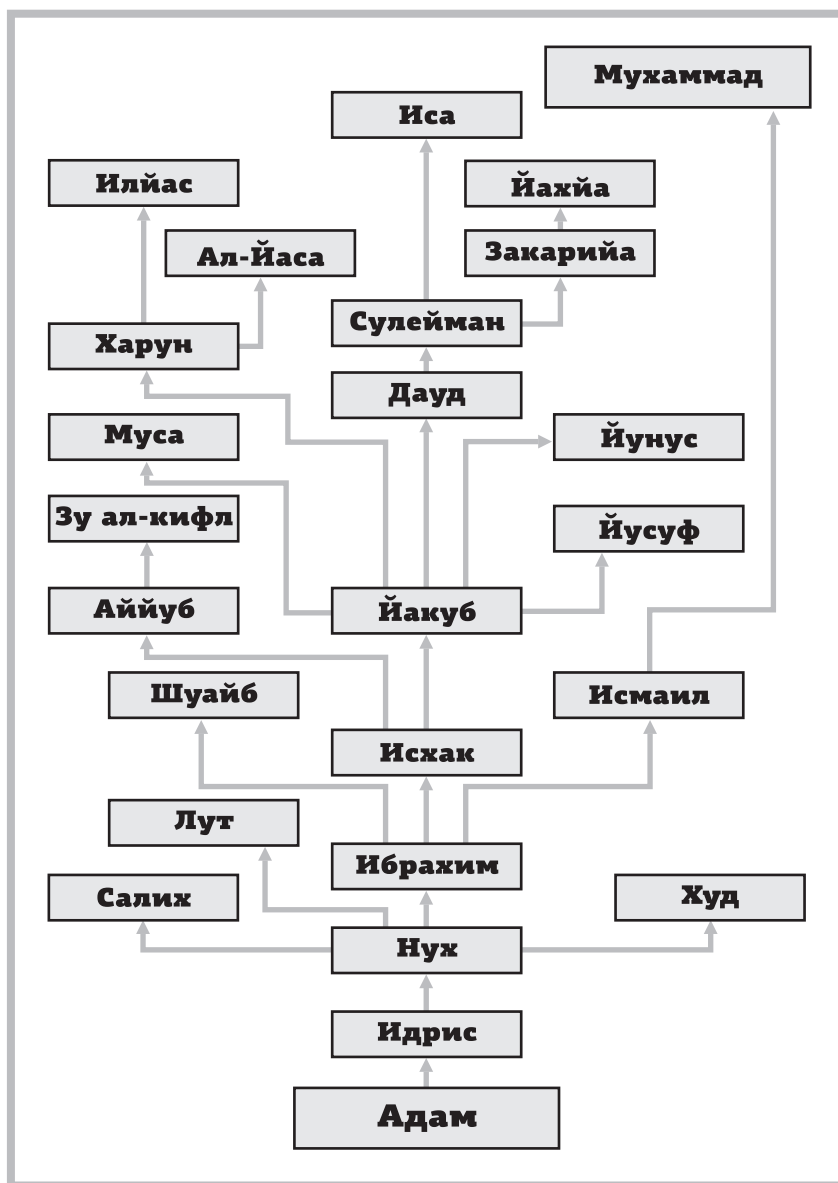 Мухаммад
Иса
Илйас
Йахйа
Ал-Йаса
Закарийа
Сулейман
Харун
Дауд
Муса
Йунус
Зу ал-кифл
Йусуф
Аййуб
Йакуб
Шуайб
Исмаил
Исхак
Лут
Ибрахим
Салих
Худ
Нух
Идрис
Адам